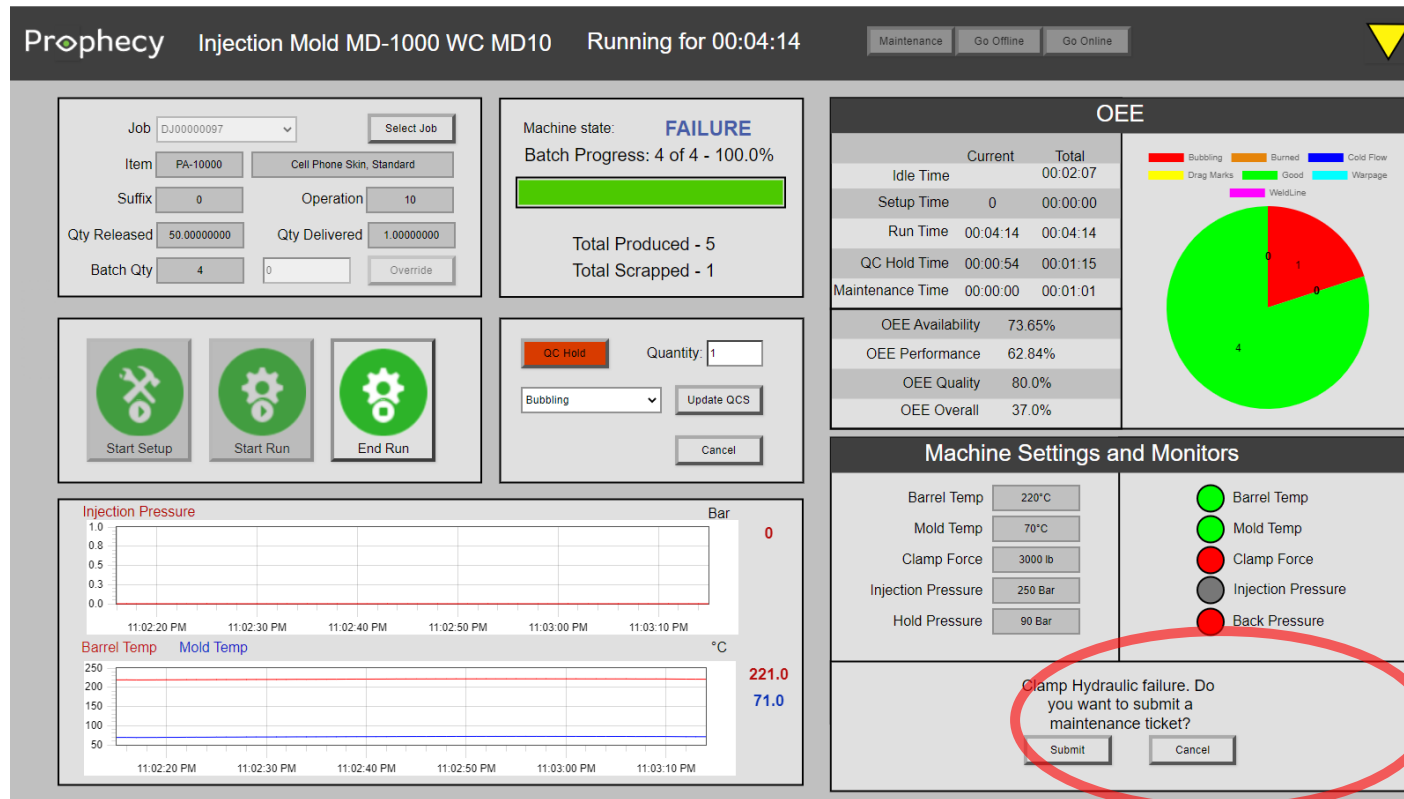 Prophecy Injection Mold MD-1000 WC MD10 Running for 00:04:14 Maintenance Go Offline Go Online
Job DJ00000097 Select Job
Item PA-10000 Cell Phone Skin, Standard
Suffix 0 Operation 10
Qty Released 50.00000000 Qty Delivered 1.00000000
Batch Qty 4 0 Override
Machine state: FAILURE
Batch Progress: 4 of 4 - 100.0%
Total Produced - 5
Total Scrapped - 1
OEE
Current Total
Idle Time 00:02:07
Setup Time 0 00:00:00
Run Time 00:04:14 00:04:14
QC Hold Time 00:00:54 00:01:15
Maintenance Time 00:00:00 00:01:01
OEE Availability 73.65%
OEE Performance 62.84%
OEE Quality 80.0%
OEE Overall 37.0%
Bubbling Burned Cold Flow
Drag Marks Good Warpage
WeldLine
0
1
0
4
Start Setup Start Run End Run
QC Hold Quantity: 1
Bubbling Update QCS
Cancel
Machine Settings and Monitors
Barrel Temp 220°C
Mold Temp 70°C
Clamp Force 3000 lb
Injection Pressure 250 Bar
Hold Pressure 90 Bar
Barrel Temp
Mold Temp
Clamp Force
Injection Pressure
Back Pressure
Injection Pressure Bar
1.0
0.8
0.5
0.3
0.0
0
11:02:20 PM 11:02:30 PM 11:02:40 PM 11:02:50 PM 11:03:00 PM 11:03:10 PM
Barrel Temp Mold Temp °C
250
200
150
100
50
221.0
71.0
11:02:20 PM 11:02:30 PM 11:02:40 PM 11:02:50 PM 11:03:00 PM 11:03:10 PM
Clamp Hydraulic failure. Do
you want to submit a
maintenance ticket?
Submit Cancel